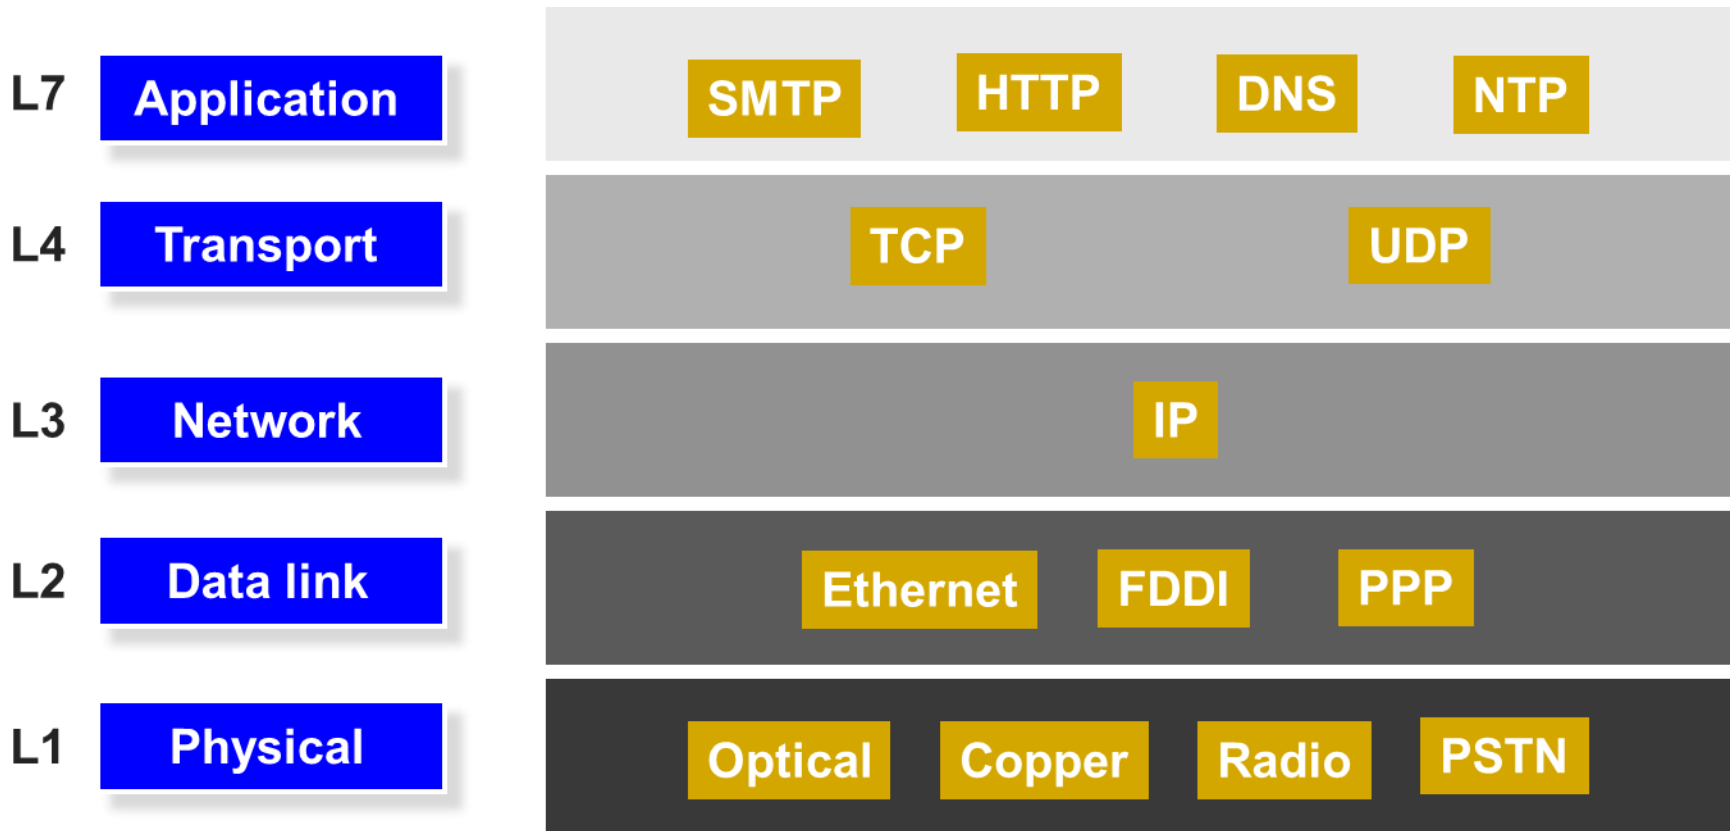 L7 Application SMTP HTTP DNS NTP
L4 Transport TCP UDP
L3 Network IP
L2 Data link Ethernet FDDI PPP
L1 Physical Optical Copper Radio PSTN